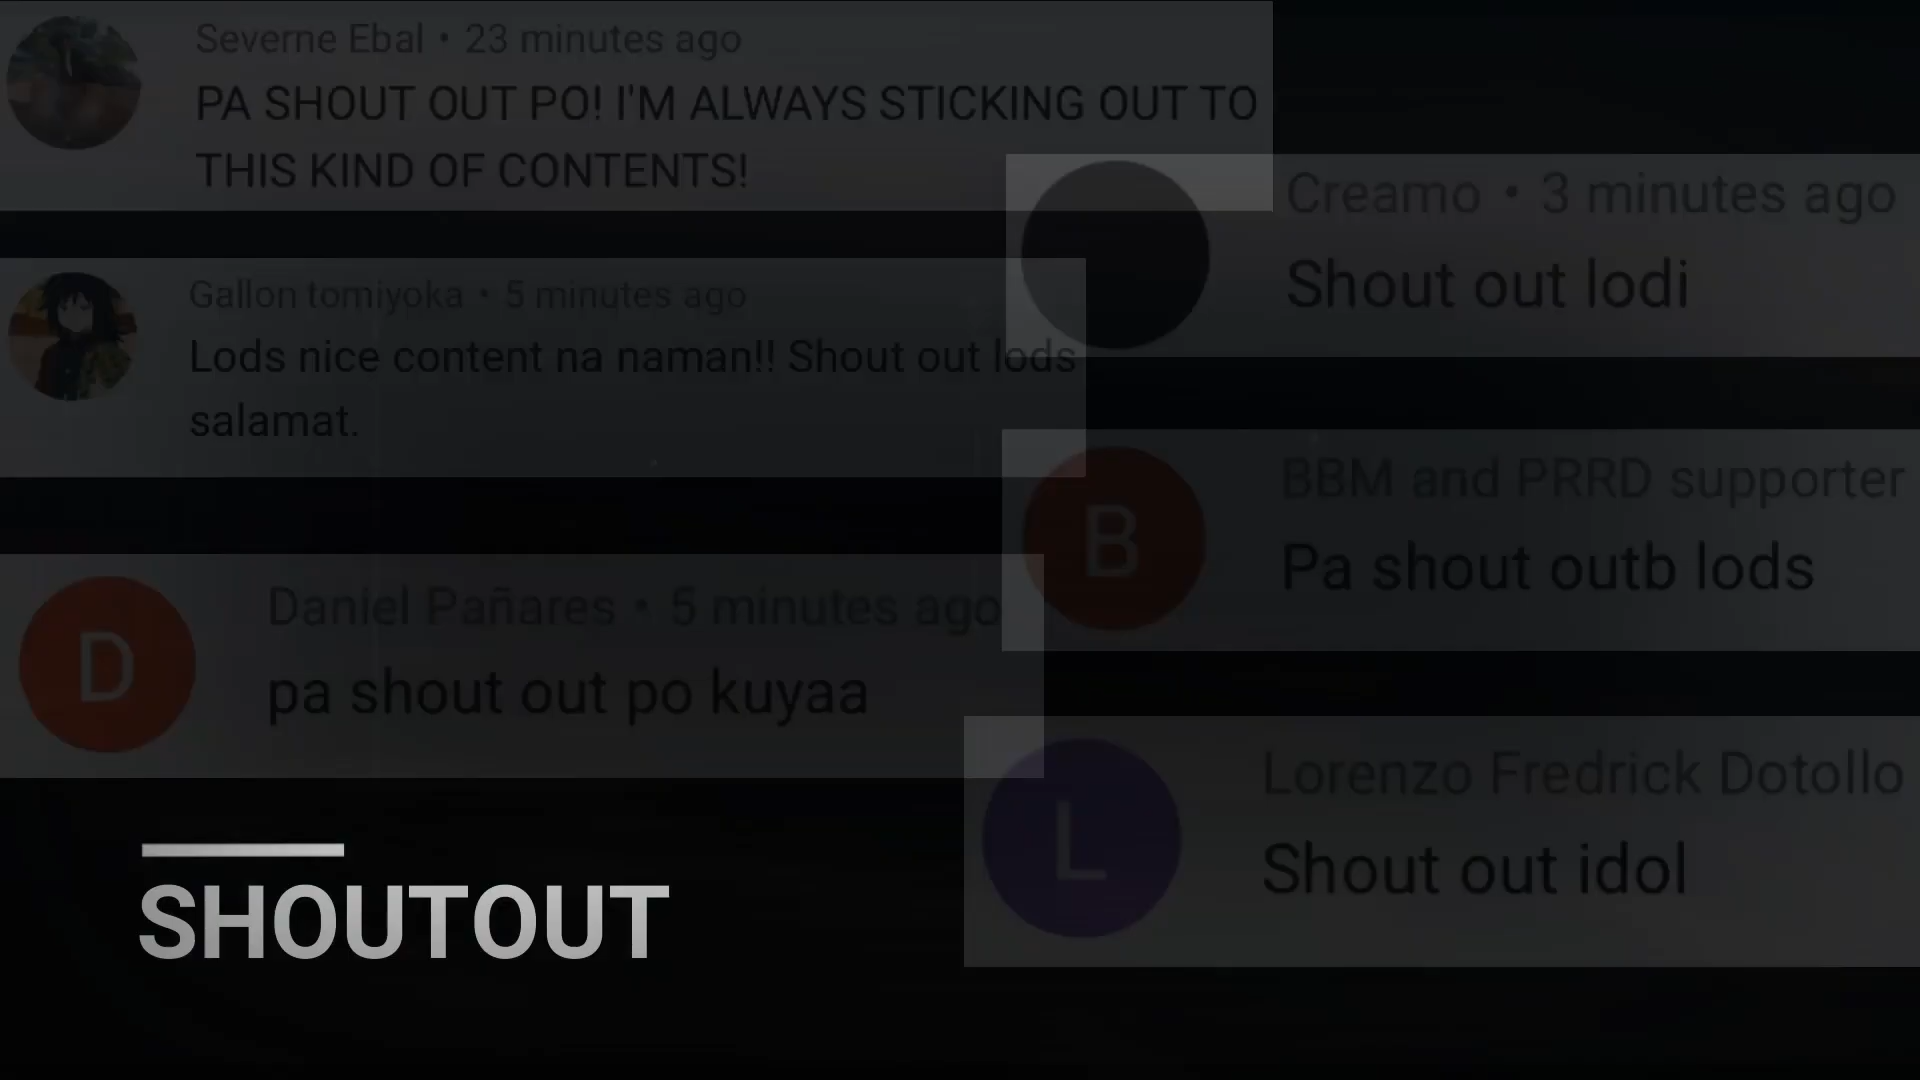 Severne Ebal • 23 minutes ago
PA SHOUT OUT PO! I'M ALWAYS STICKING OUT TO
THIS KIND OF CONTENTS!
Gallon tomiyoka • 5 minutes ago
Lods nice content na naman!! Shout out lods
salamat.
D
Daniel Pañares • 5 minutes ago
pa shout out po kuyaa
Creamo • 3 minutes ago
Shout out lodi
B
BBM and PRRD supporter
Pa shout outb lods
L
Lorenzo Fredrick Dotollo
Shout out idol
SHOUTOUT